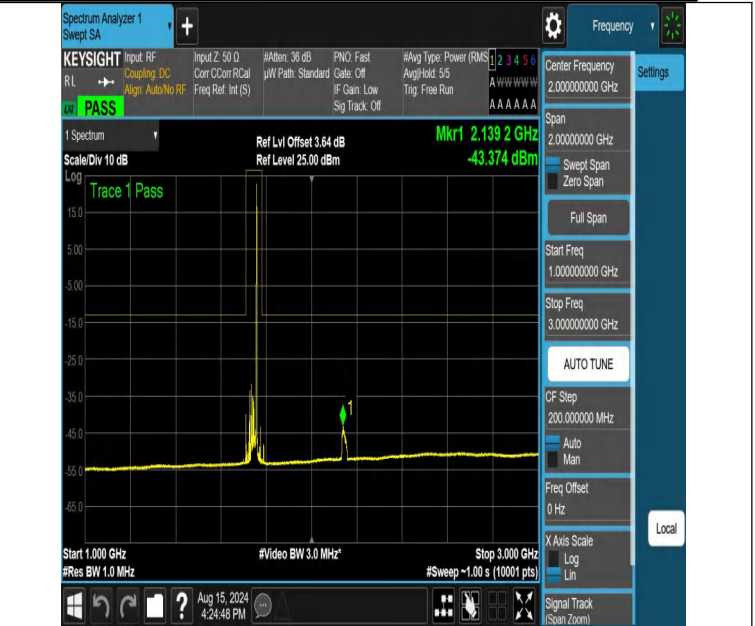 Spectrum Analyzer 1
Swept SA
+
Frequency
KEYSIGHT
RL
PASS
Input: RF
Coupling: DC
Align: Auto/No RF
Input Z: 50 Ω
Corr CCorr RCal
Freq Ref: Int (S)
#Atten: 36 dB
µW Path: Standard
PNO: Fast
Gate: Off
IF Gain: Low
Sig Track: Off
#Avg Type: Power (RMS
Avg|Hold: 5/5
Trig: Free Run
1 2 3 4 5 6
A W W W W W
A A A A A A
1 Spectrum
Scale/Div 10 dB
Ref Lvl Offset 3.64 dB
Ref Level 25.00 dBm
Mkr1 2.139 2 GHz
-43.374 dBm
Log
Trace 1 Pass
15.0
5.00
-5.00
-15.0
-25.0
-35.0
-45.0
-55.0
-65.0
1
Start 1.000 GHz
#Res BW 1.0 MHz
#Video BW 3.0 MHz*
Stop 3.000 GHz
#Sweep ~1.00 s (10001 pts)
?
Aug 15, 2024
4:24:48 PM
Center Frequency
2.000000000 GHz
Span
2.00000000 GHz
Swept Span
Zero Span
Full Span
Start Freq
1.000000000 GHz
Stop Freq
3.000000000 GHz
AUTO TUNE
CF Step
200.000000 MHz
Auto
Man
Freq Offset
0 Hz
X Axis Scale
Log
Lin
Signal Track
(Span Zoom)
Settings
Local